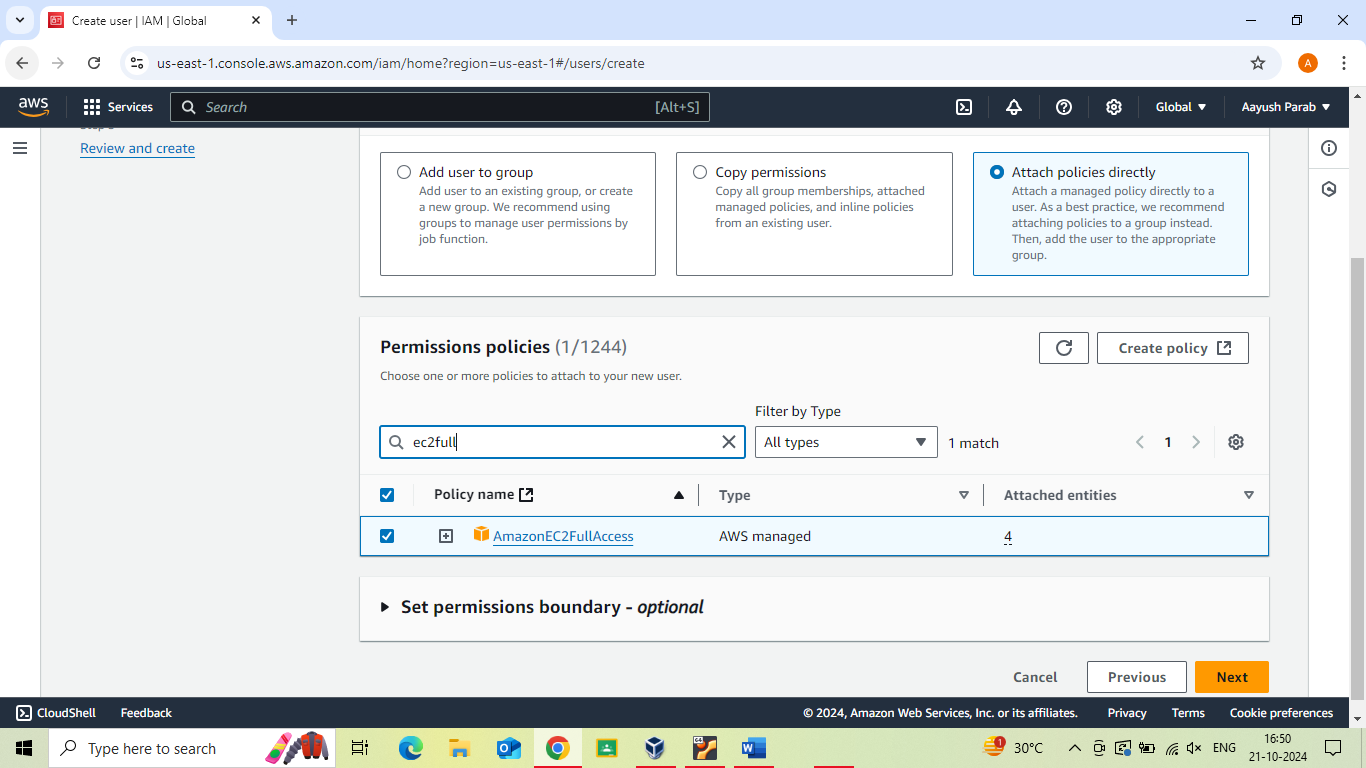 Create user | IAM | Global
us-east-1.console.aws.amazon.com/iam/home?region=us-east-1#/users/create
A
aws
Services
Search
[Alt+S]
Global
Aayush Parab
Review and create
Add user to group
Add user to an existing group, or create
a new group. We recommend using
groups to manage user permissions by
job function.
Copy permissions
Copy all group memberships, attached
managed policies, and inline policies
from an existing user.
Attach policies directly
Attach a managed policy directly to a
user. As a best practice, we recommend
attaching policies to a group instead.
Then, add the user to the appropriate
group.
Permissions policies (1/1244)
Create policy
Choose one or more policies to attach to your new user.
Filter by Type
ec2full
All types
1 match
1
Policy name
Type
Attached entities
AmazonEC2FullAccess
AWS managed
4
Set permissions boundary - optional
Cancel
Previous
Next
CloudShell
Feedback
© 2024, Amazon Web Services, Inc. or its affiliates.
Privacy
Terms
Cookie preferences
Type here to search
1
30°C
ENG
16:50
21-10-2024